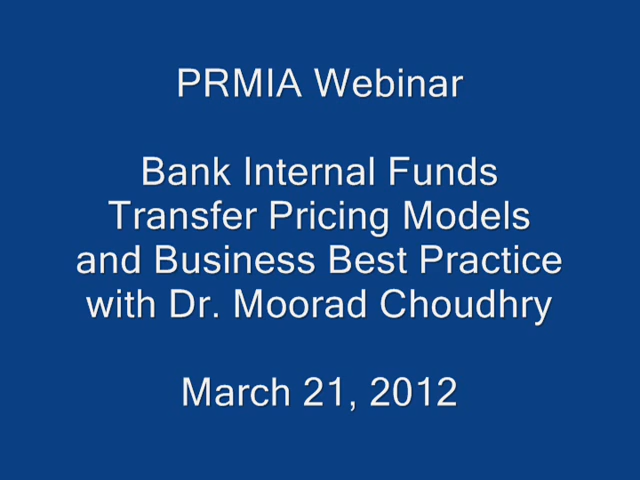 PRMIA Webinar
Bank Internal Funds
Transfer Pricing Models
and Business Best Practice
with Dr. Moorad Choudhry
March 21, 2012